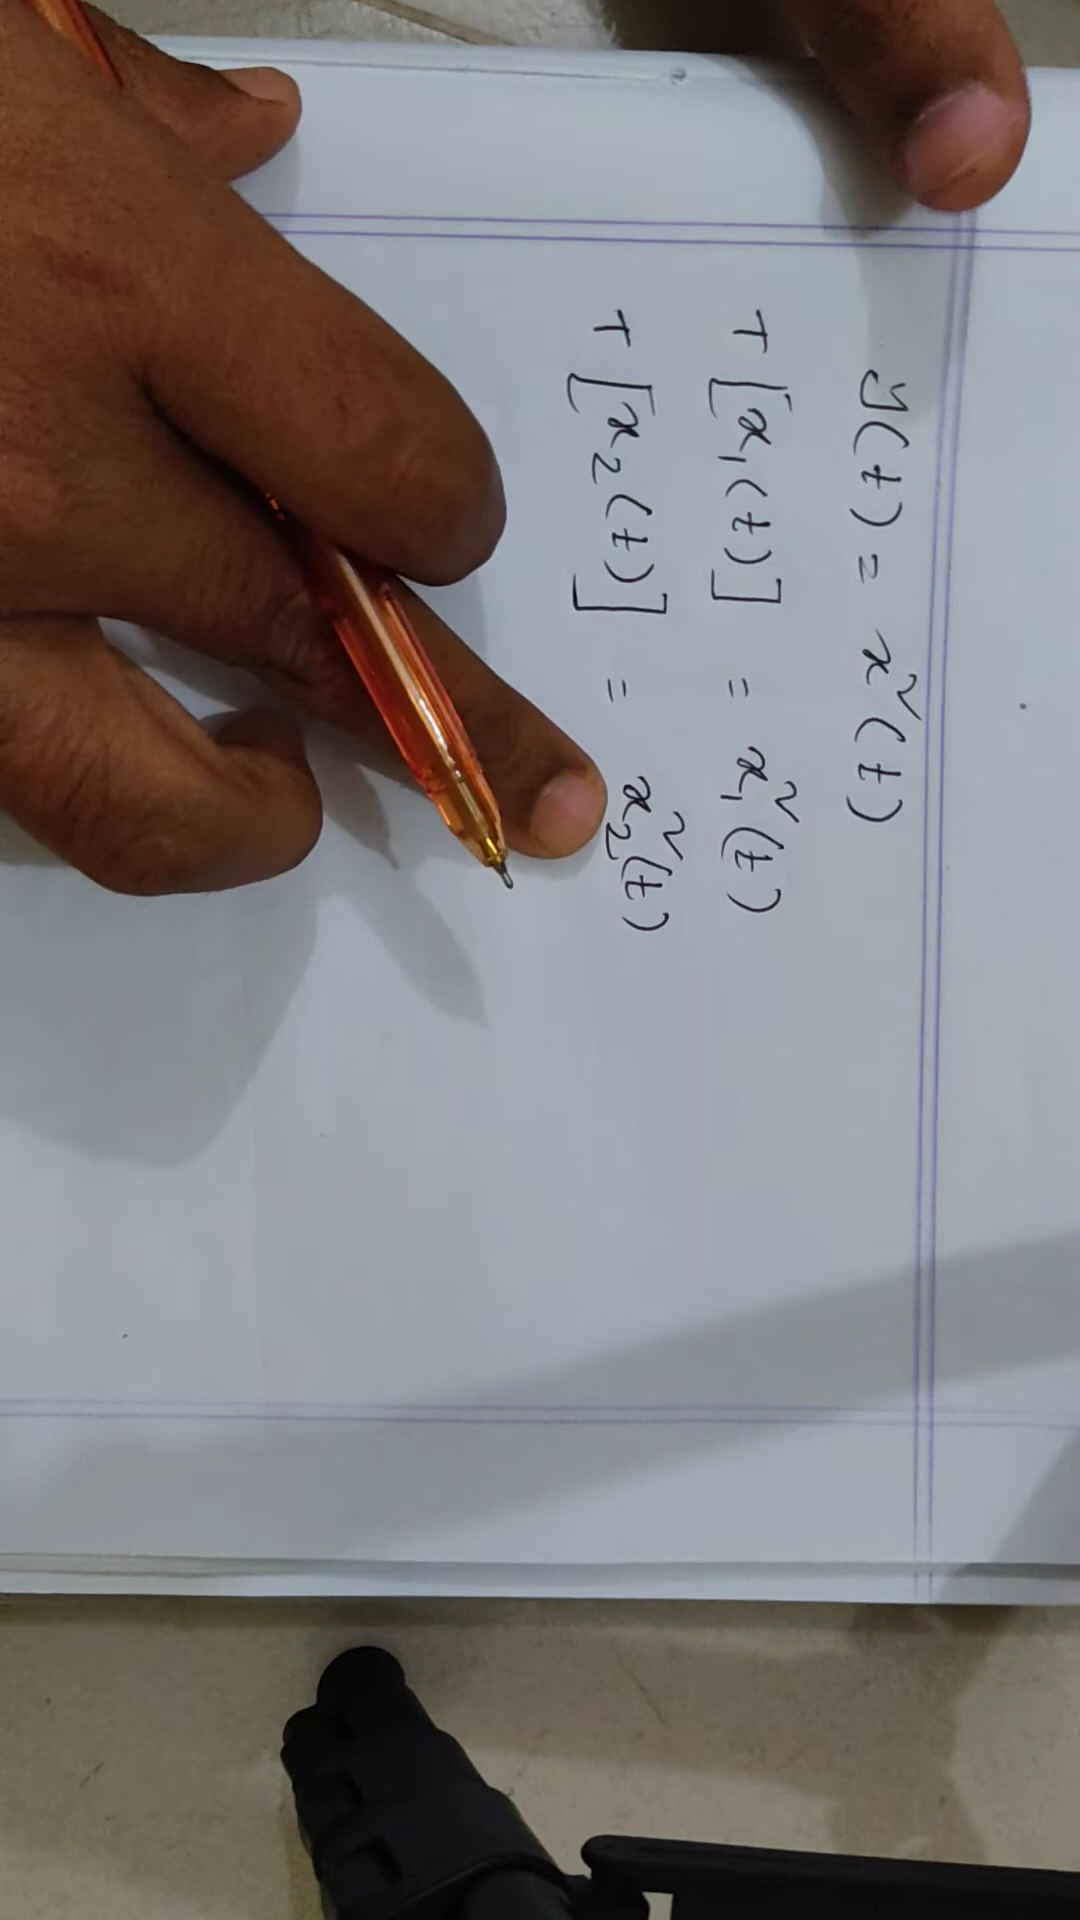 y(t) = x²(t)
T [x₁(t)] = x₁²(t)
T [x₂(t)] = x₂²(t)